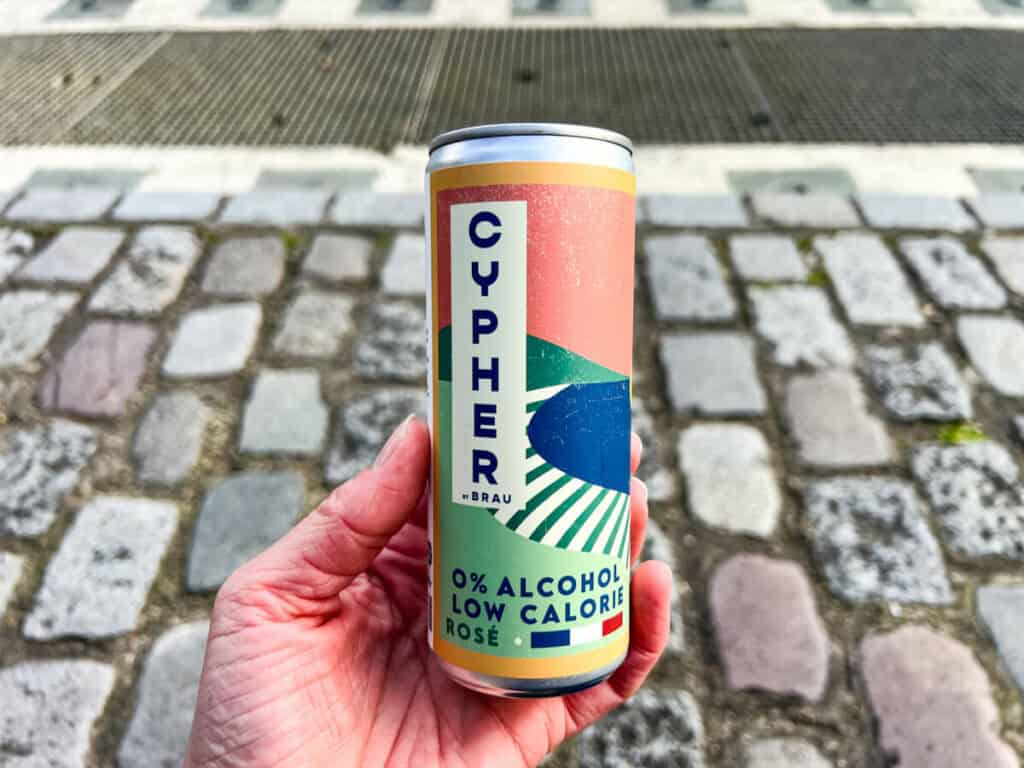 CYPHER
BY BRAU
0% ALCOHOL
LOW CALORIE
ROSÉ